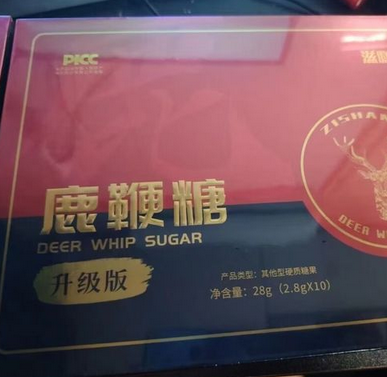 PICC
鹿鞭糖
DEER WHIP SUGAR
升级版
产品类型：其他型硬质糖果
净含量：28g（2.8gX10）
ZISHAN
DEER W